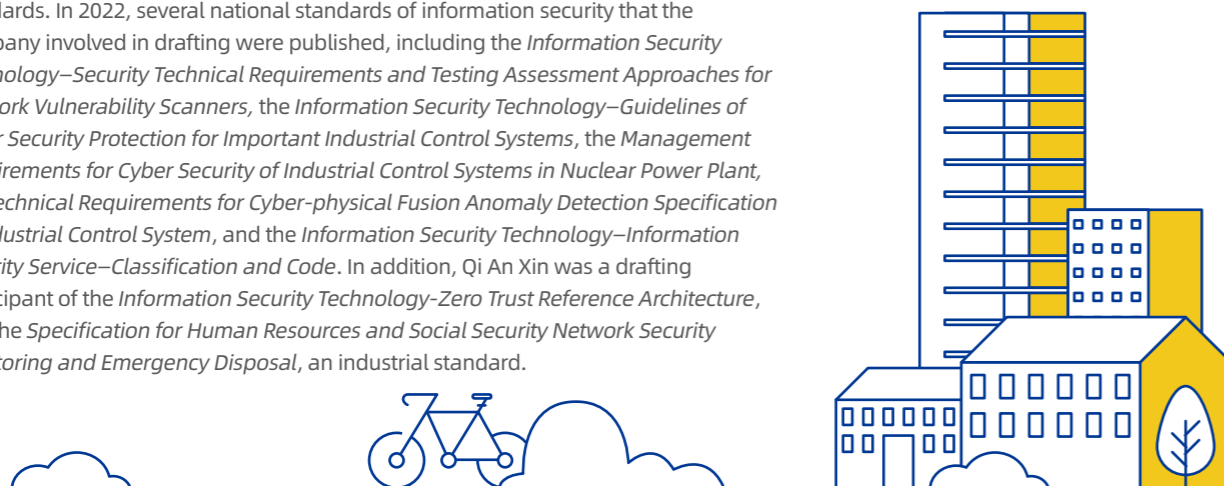 lards. In 2022, several national standards of information security that the
pany involved in drafting were published, including the Information Security
nology—Security Technical Requirements and Testing Assessment Approaches for
ork Vulnerability Scanners, the Information Security Technology—Guidelines of
r Security Protection for Important Industrial Control Systems, the Management
irements for Cyber Security of Industrial Control Systems in Nuclear Power Plant,
echnical Requirements for Cyber-physical Fusion Anomaly Detection Specification
dustrial Control System, and the Information Security Technology—Information
rity Service—Classification and Code. In addition, Qi An Xin was a drafting
cipant of the Information Security Technology-Zero Trust Reference Architecture,
the Specification for Human Resources and Social Security Network Security
toring and Emergency Disposal, an industrial standard.